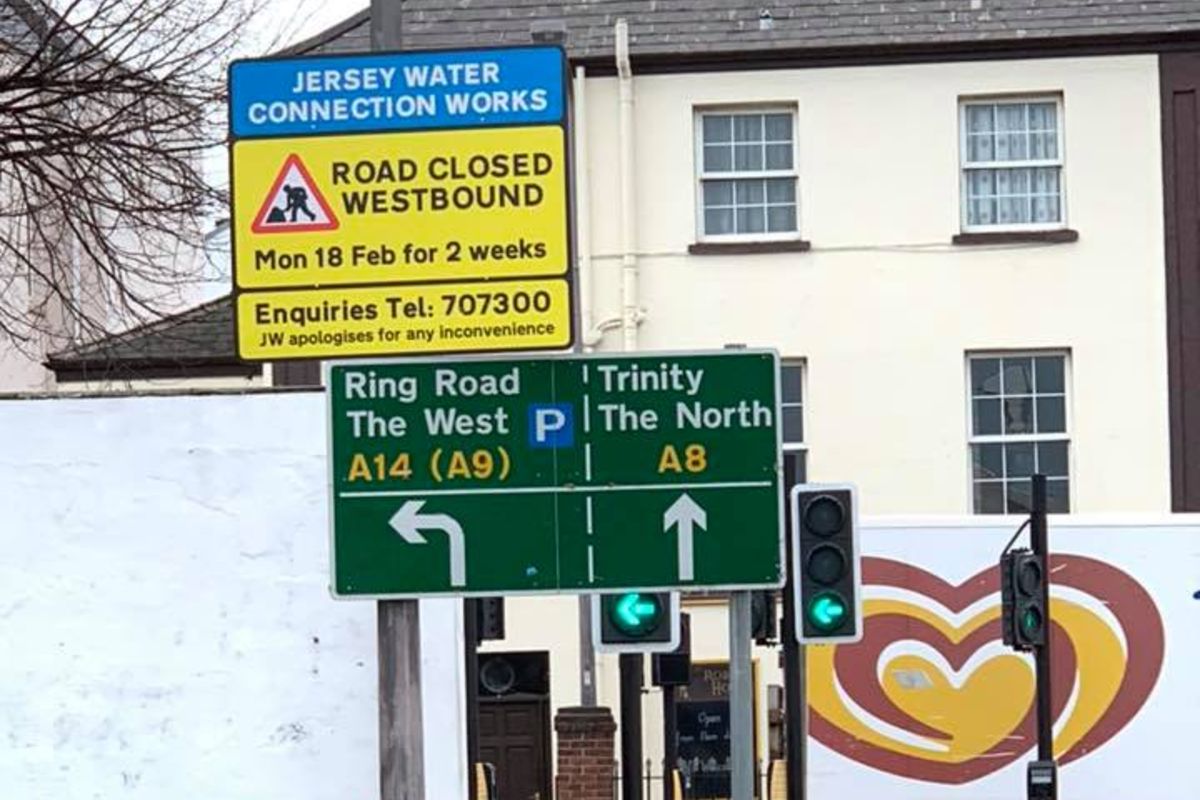 JERSEY WATER
CONNECTION WORKS
ROAD CLOSED
WESTBOUND
Mon 18 Feb for 2 weeks
Enquiries Tel: 707300
JW apologises for any inconvenience
Ring Road
The West
P
A14 (A9)
Trinity
The North
A8
Open